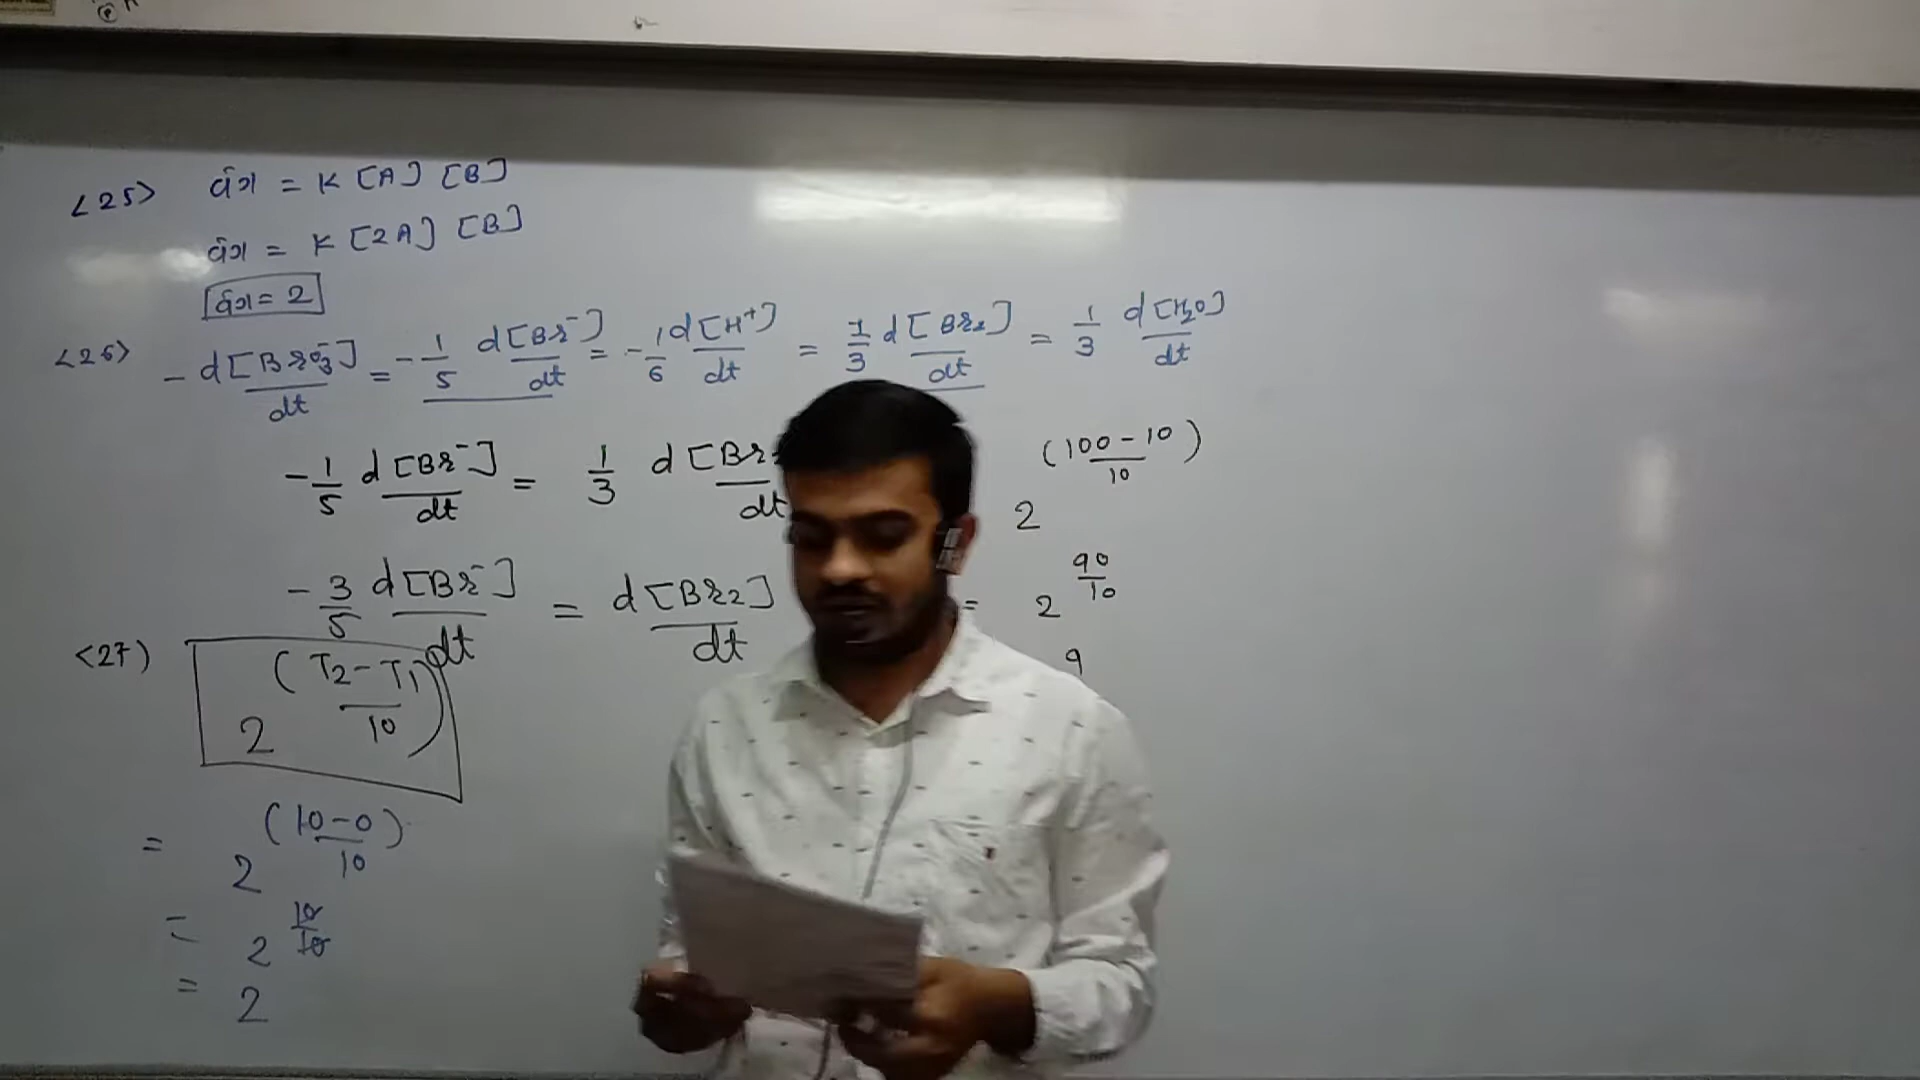 <25> વેગ = K [A] [B]
વેગ = K [2A] [B]
વેગ = 2
<26> - d[BrO3-]/dt = - 1/5 d[Br-]/dt = - 1/6 d[H+]/dt = 1/3 d[Br2]/dt = 1/3 d[H2O]/dt
- 1/5 d[Br-]/dt = 1/3 d[Br
dt
- 3/5 d[Br-]/dt = d[Br2]/dt
<27) 2^((T2-T1)/10)
= 2^((10-0)/10)
= 2^(10/10)
= 2
2^((100-10)/10)
= 2^(90/10)
9